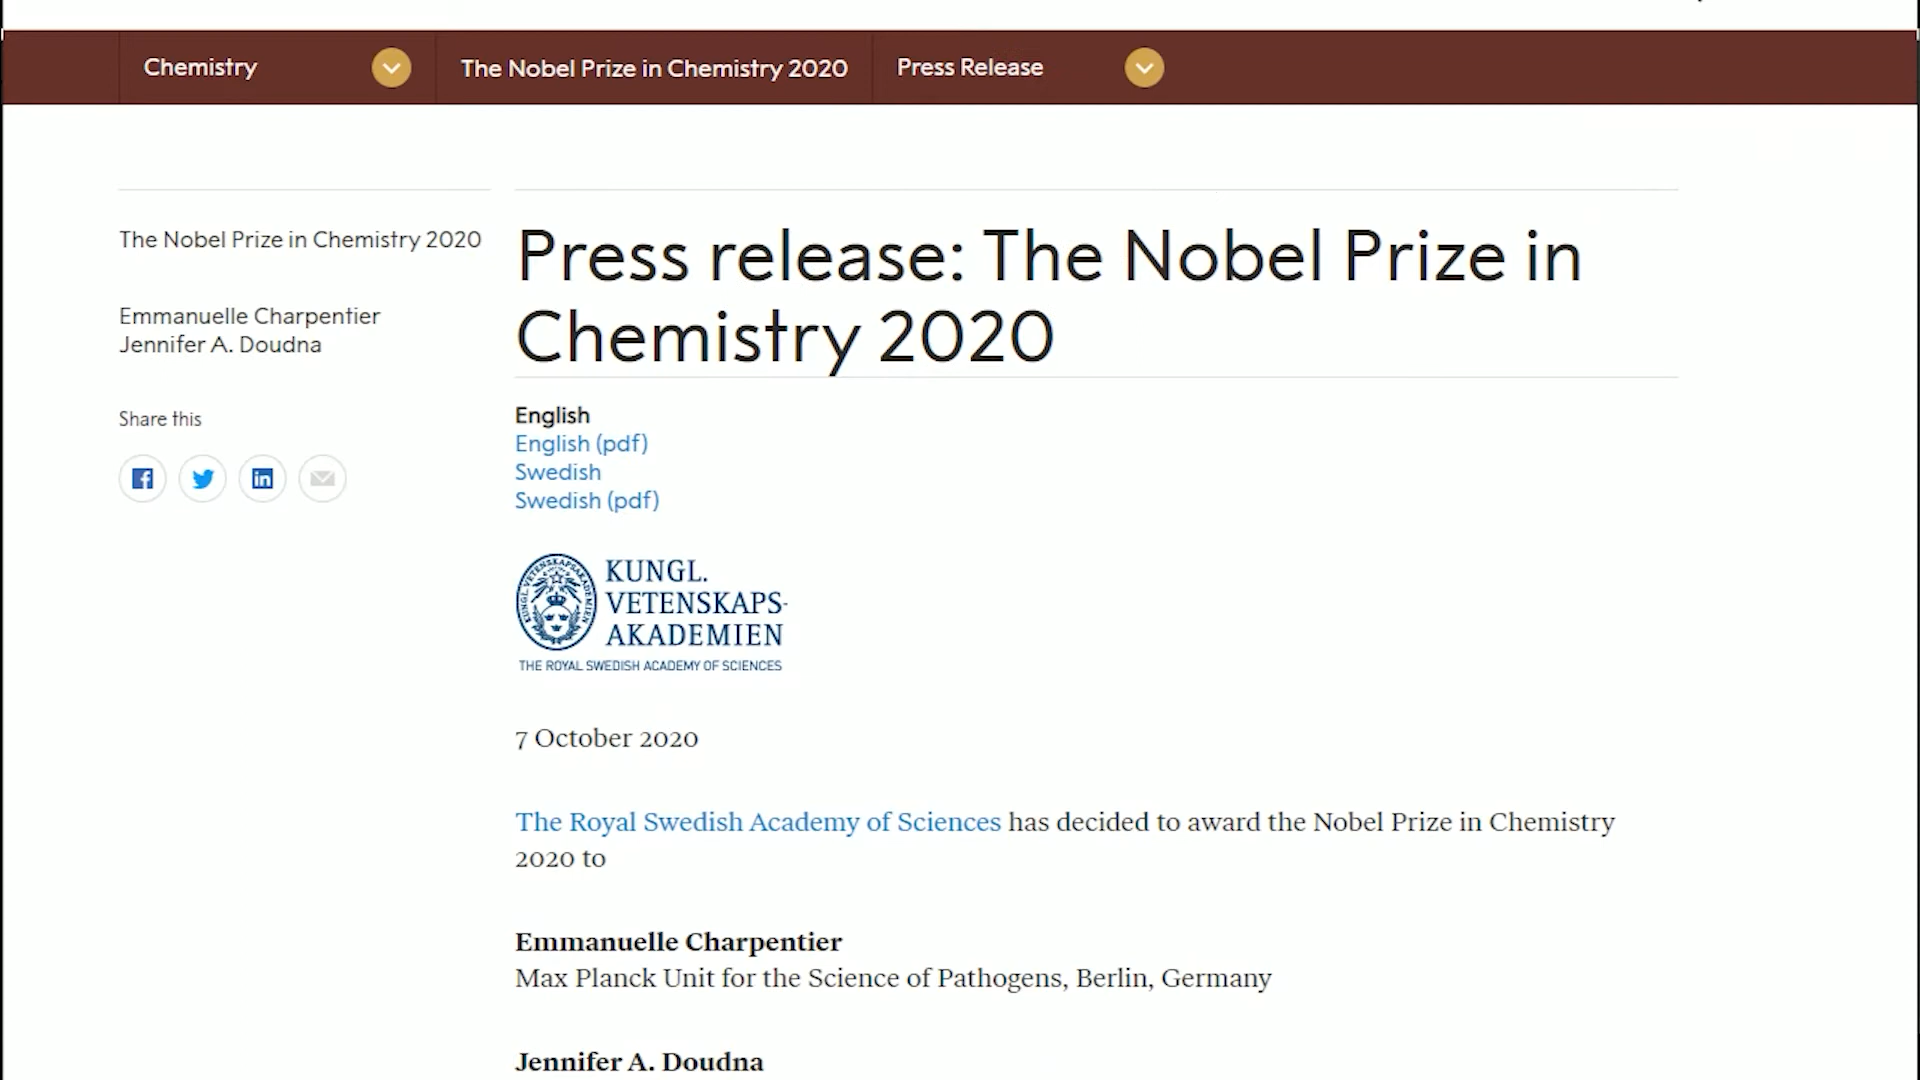 Chemistry
The Nobel Prize in Chemistry 2020
Press Release
The Nobel Prize in Chemistry 2020
Emmanuelle Charpentier
Jennifer A. Doudna
Share this
Press release: The Nobel Prize in
Chemistry 2020
English
English (pdf)
Swedish
Swedish (pdf)
KUNGL.
VETENSKAPS-
AKADEMIEN
THE ROYAL SWEDISH ACADEMY OF SCIENCES
7 October 2020
The Royal Swedish Academy of Sciences has decided to award the Nobel Prize in Chemistry
2020 to
Emmanuelle Charpentier
Max Planck Unit for the Science of Pathogens, Berlin, Germany
Jennifer A. Doudna